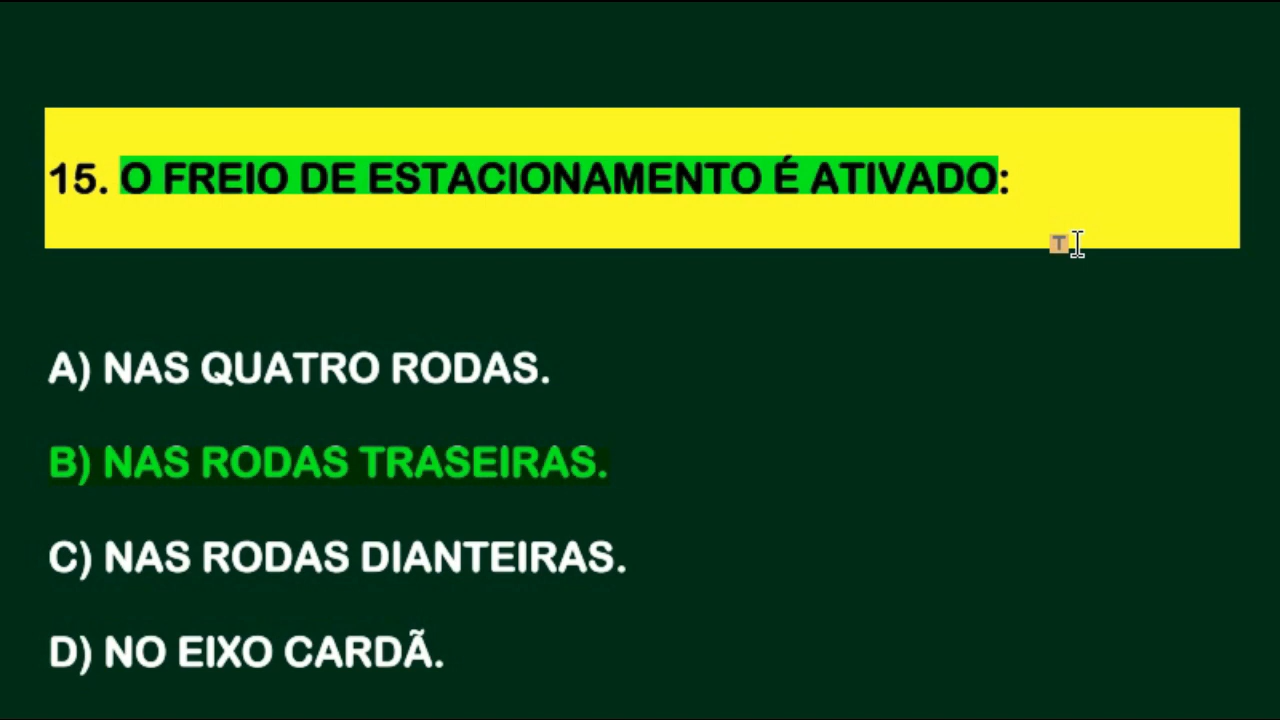 15. O FREIO DE ESTACIONAMENTO É ATIVADO:
T
A) NAS QUATRO RODAS.
B) NAS RODAS TRASEIRAS.
C) NAS RODAS DIANTEIRAS.
D) NO EIXO CARDÃ.